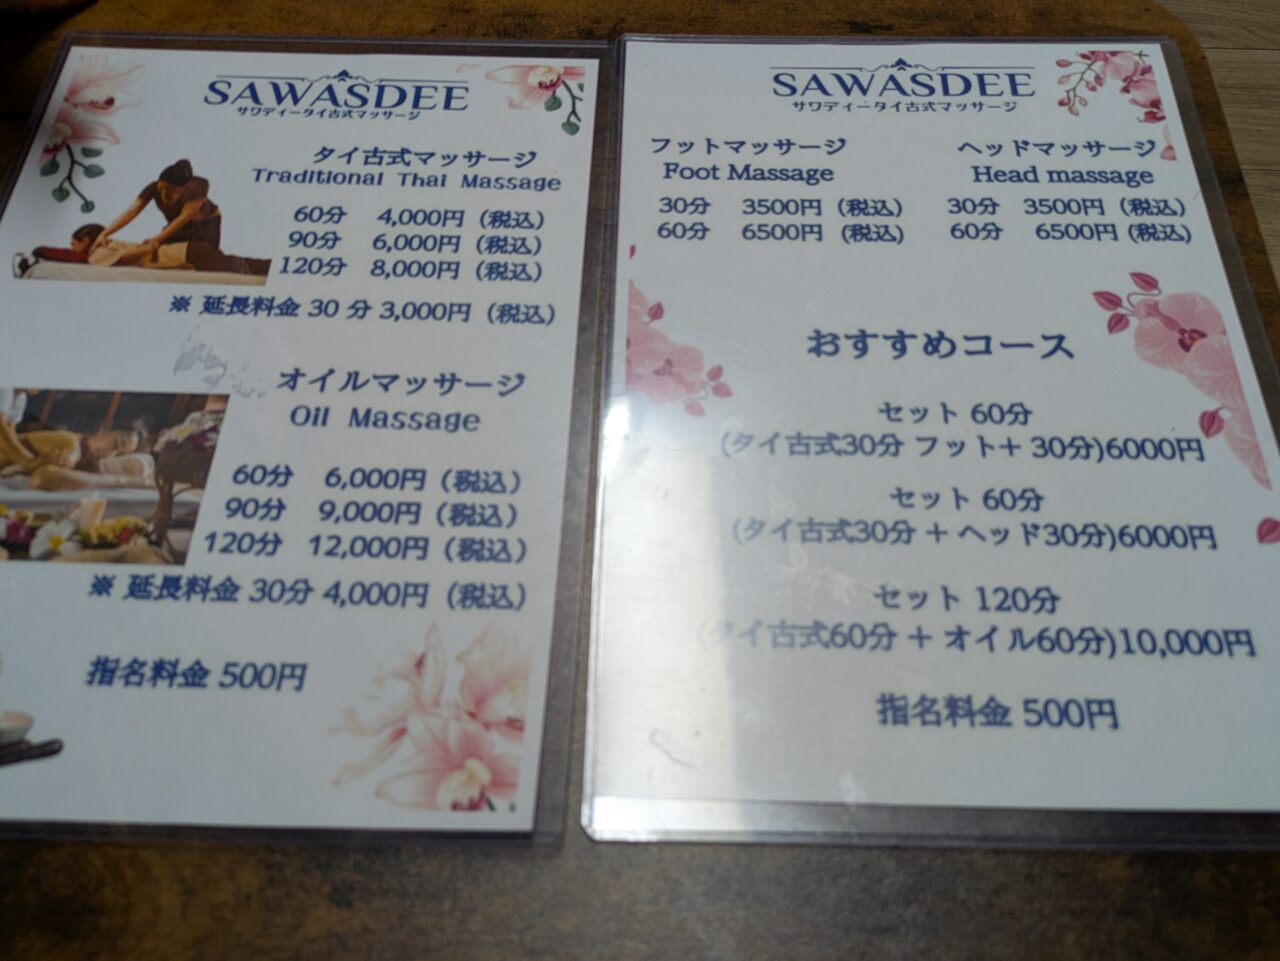 SAWASDEE
サワディータイ古式マッサージ
タイ古式マッサージ
Traditional Thai Massage
60分 4,000円（税込）
90分 6,000円（税込）
120分 8,000円（税込）
※ 延長料金 30 分 3,000円（税込）
オイルマッサージ
Oil Massage
60分 6,000円（税込）
90分 9,000円（税込）
120分 12,000円（税込）
※ 延長料金 30分 4,000円（税込）
指名料金 500円
SAWASDEE
サワディータイ古式マッサージ
フットマッサージ
Foot Massage
30分 3500円（税込）
60分 6500円（税込）
ヘッドマッサージ
Head massage
30分 3500円（税込）
60分 6500円（税込）
おすすめコース
セット 60分
(タイ古式30分 フット+ 30分)6000円
セット 60分
(タイ古式30分 + ヘッド30分)6000円
セット 120分
(タイ古式60分 + オイル60分)10,000円
指名料金 500円